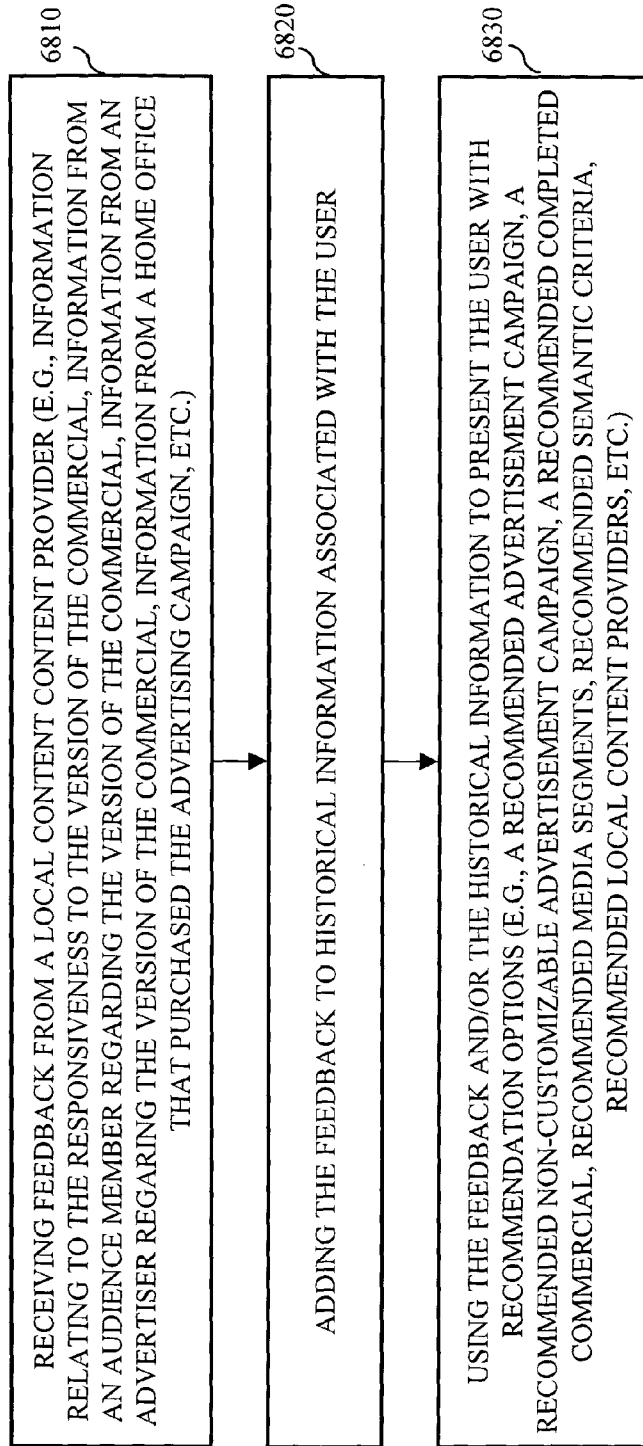 6810
RECEIVING FEEDBACK FROM A LOCAL CONTENT CONTENT PROVIDER (E.G., INFORMATION
RELATING TO THE RESPONSIVENESS TO THE VERSION OF THE COMMERCIAL, INFORMATION FROM
AN AUDIENCE MEMBER REGARDING THE VERSION OF THE COMMERCIAL, INFORMATION FROM AN
ADVERTISER REGARING THE VERSION OF THE COMMERCIAL, INFORMATION FROM A HOME OFFICE
THAT PURCHASED THE ADVERTISING CAMPAIGN, ETC.)
6820
ADDING THE FEEDBACK TO HISTORICAL INFORMATION ASSOCIATED WITH THE USER
6830
USING THE FEEDBACK AND/OR THE HISTORICAL INFORMATION TO PRESENT THE USER WITH
RECOMMENDATION OPTIONS (E.G., A RECOMMENDED ADVERTISEMENT CAMPAIGN, A
RECOMMENDED NON-CUSTOMIZABLE ADVERTISEMENT CAMPAIGN, A RECOMMENDED COMPLETED
COMMERCIAL, RECOMMENDED MEDIA SEGMENTS, RECOMMENDED SEMANTIC CRITERIA,
RECOMMENDED LOCAL CONTENT PROVIDERS, ETC.)